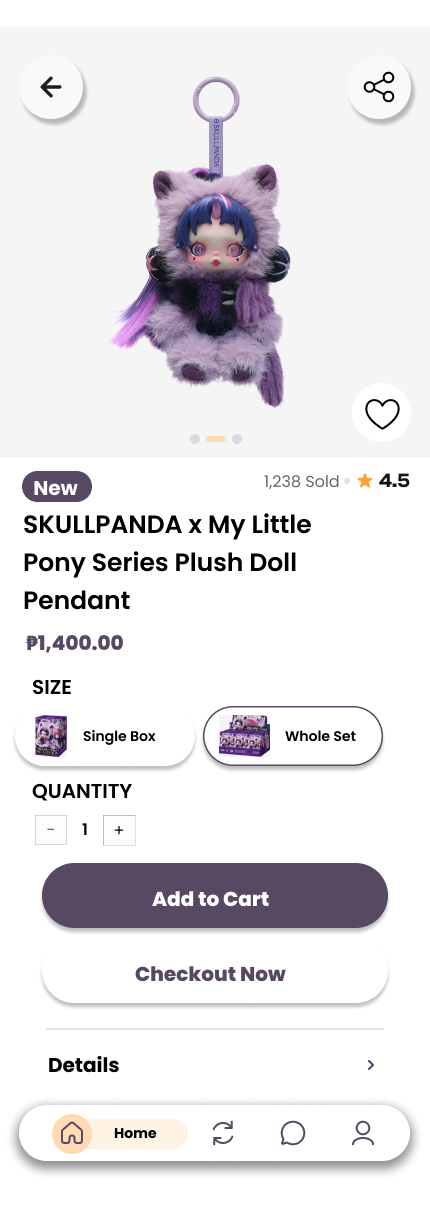 SKULLPANDA
New
1,238 Sold
4.5
SKULLPANDA x My Little
Pony Series Plush Doll
Pendant
₱1,400.00
SIZE
Single Box
Whole Set
QUANTITY
- 1 +
Add to Cart
Checkout Now
Details
Home